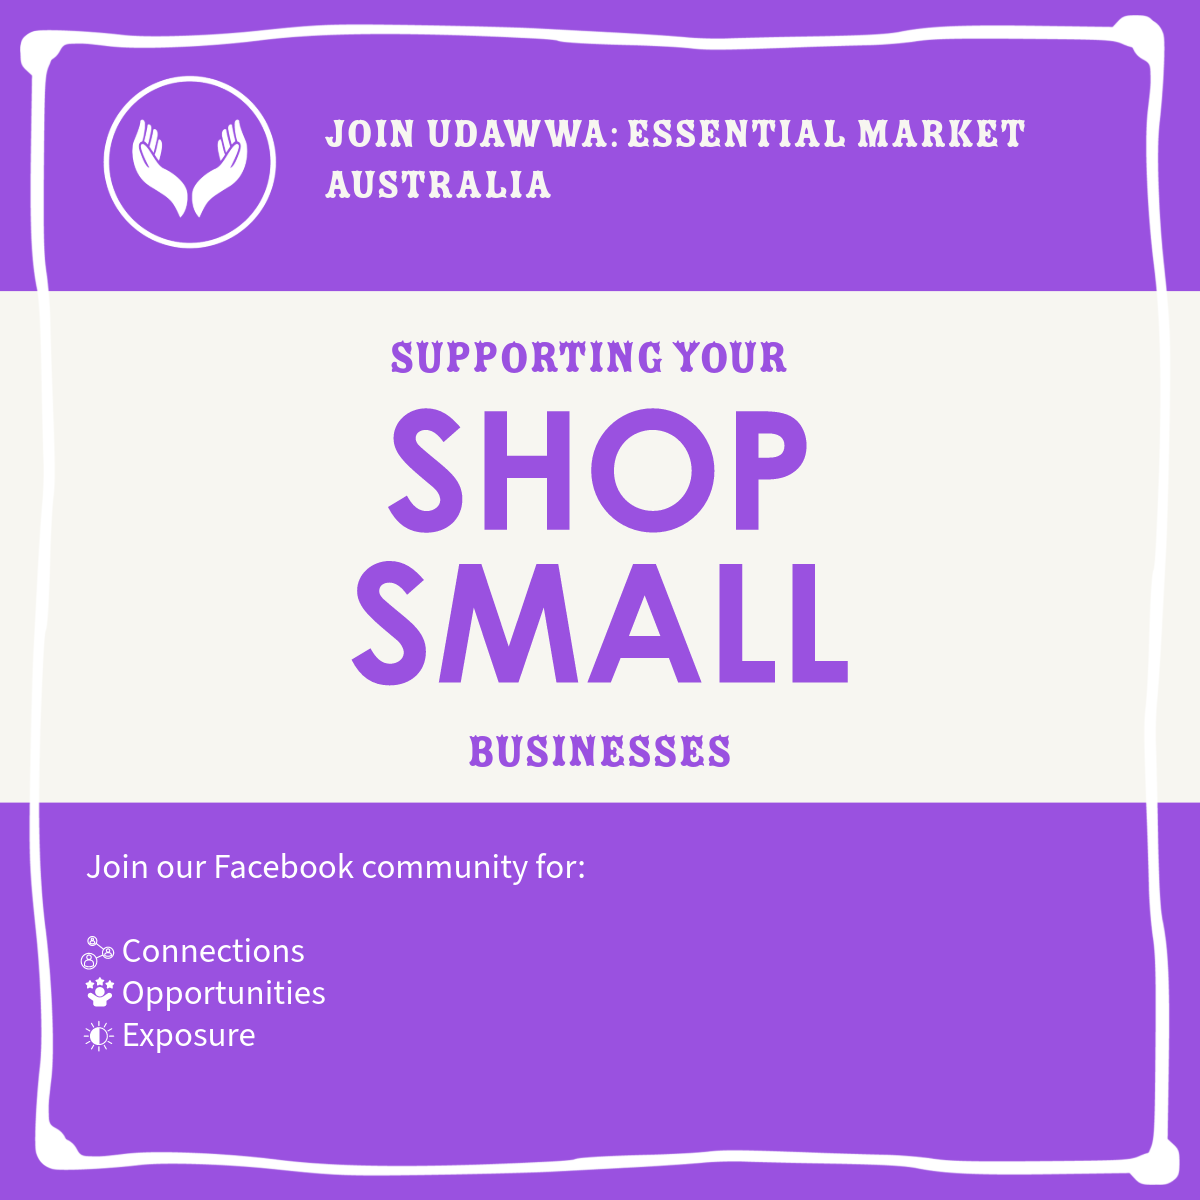 JOIN UDAWWA: ESSENTIAL MARKET
AUSTRALIA
SUPPORTING YOUR
SHOP
SMALL
BUSINESSES
Join our Facebook community for:
Connections
Opportunities
Exposure